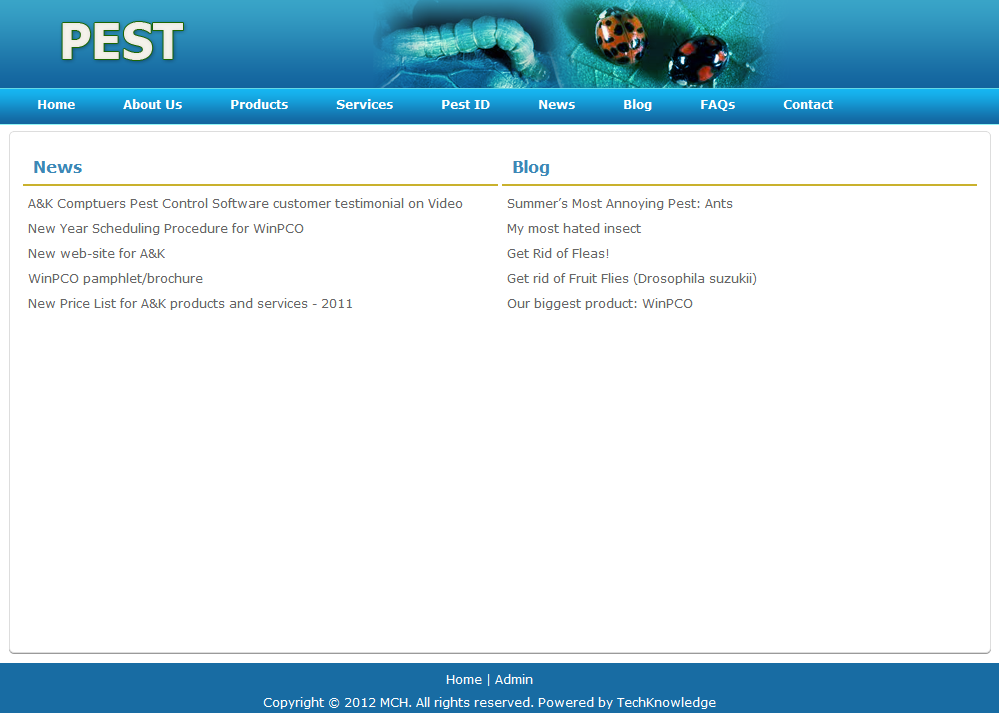 PEST
Home About Us Products Services Pest ID News Blog FAQs Contact
News
A&K Comptuers Pest Control Software customer testimonial on Video
New Year Scheduling Procedure for WinPCO
New web-site for A&K
WinPCO pamphlet/brochure
New Price List for A&K products and services - 2011
Blog
Summer’s Most Annoying Pest: Ants
My most hated insect
Get Rid of Fleas!
Get rid of Fruit Flies (Drosophila suzukii)
Our biggest product: WinPCO
Home | Admin
Copyright © 2012 MCH. All rights reserved. Powered by TechKnowledge